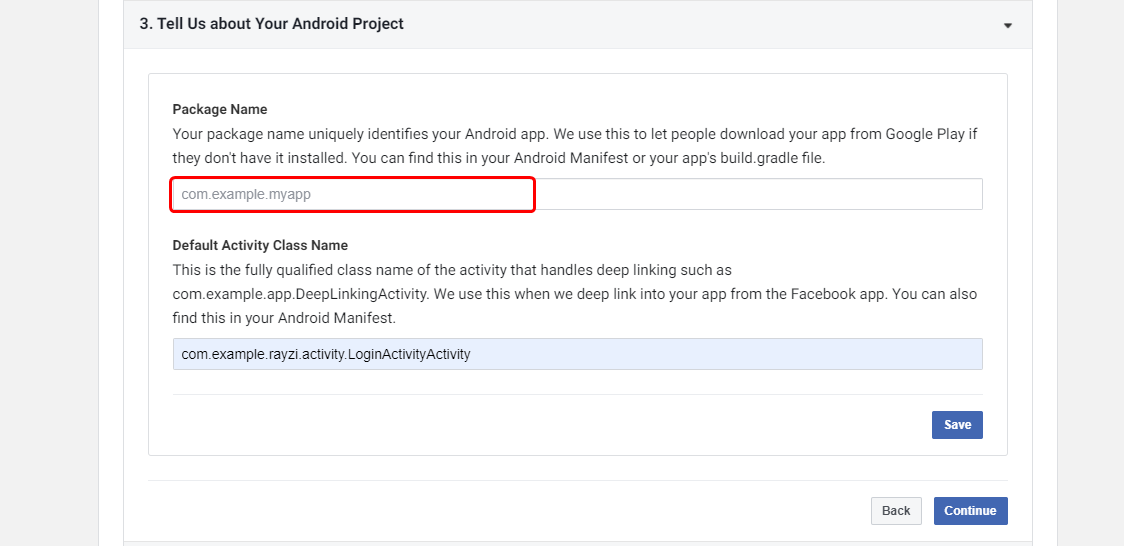 3. Tell Us about Your Android Project
Package Name
Your package name uniquely identifies your Android app. We use this to let people download your app from Google Play if
they don't have it installed. You can find this in your Android Manifest or your app's build.gradle file.
com.example.myapp
Default Activity Class Name
This is the fully qualified class name of the activity that handles deep linking such as
com.example.app.DeepLinkingActivity. We use this when we deep link into your app from the Facebook app. You can also
find this in your Android Manifest.
com.example.rayzi.activity.LoginActivityActivity
Save
Back Continue